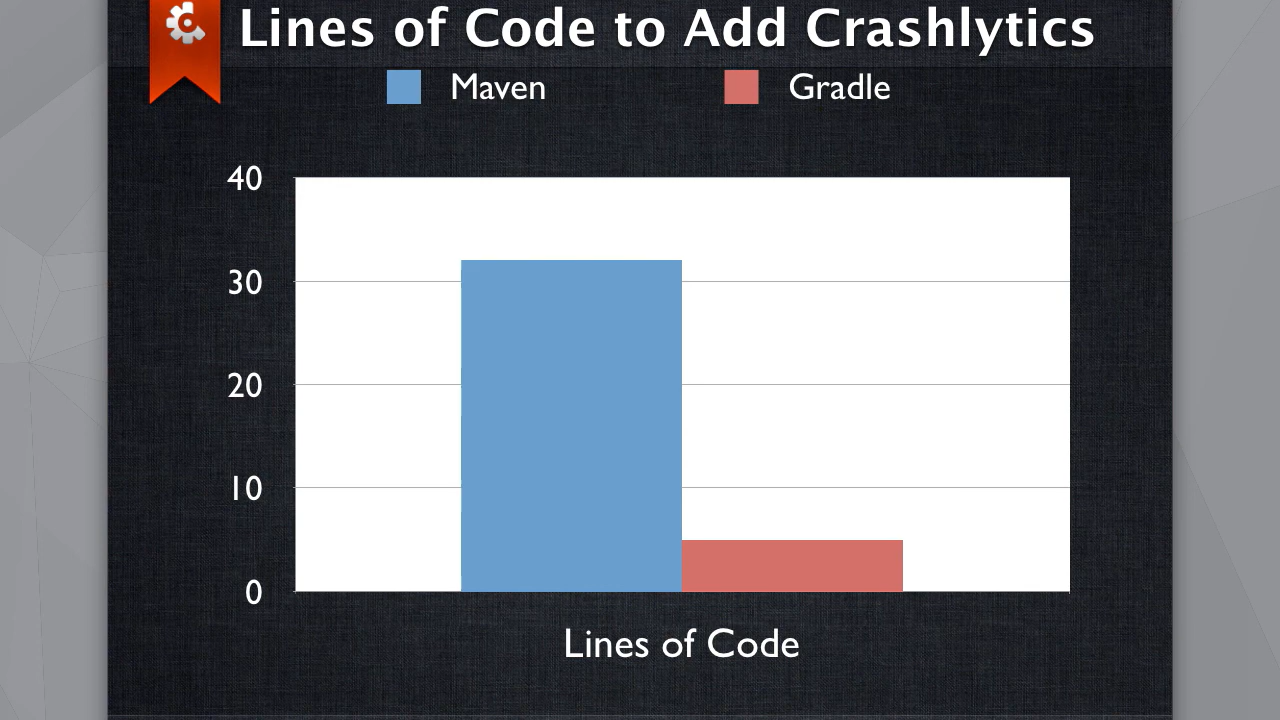 Lines of Code to Add Crashlytics
Maven
Gradle
40
30
20
10
0
Lines of Code